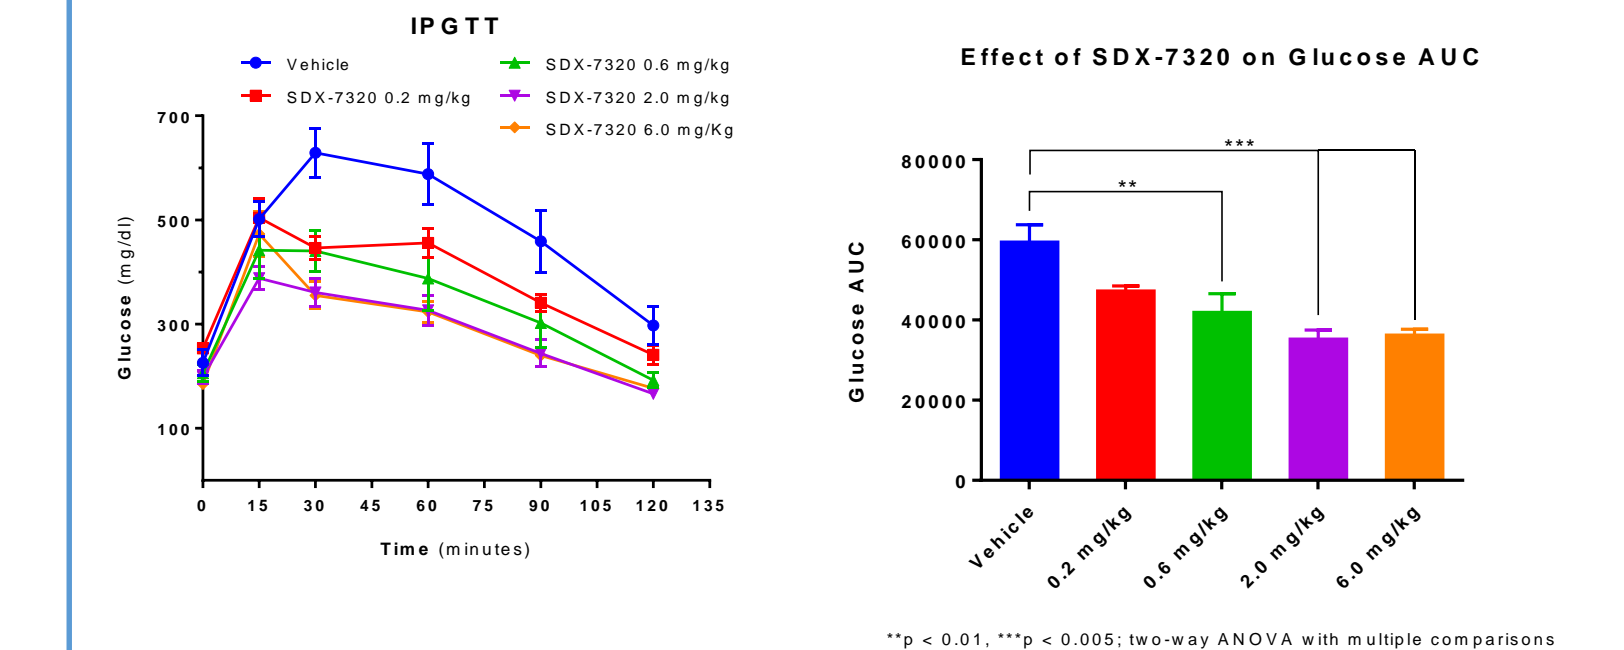 IPGTT
Vehicle
SDX-7320 0.2 mg/kg
SDX-7320 0.6 mg/kg
SDX-7320 2.0 mg/kg
SDX-7320 6.0 mg/Kg
Glucose (mg/dl)
700
500
300
100
0 15 30 45 60 75 90 105 120 135
Time (minutes)
Effect of SDX-7320 on Glucose AUC
Glucose AUC
80000
60000
40000
20000
0
***
**
Vehicle
0.2 mg/kg
0.6 mg/kg
2.0 mg/kg
6.0 mg/kg
**p < 0.01, ***p < 0.005; two-way ANOVA with multiple comparisons